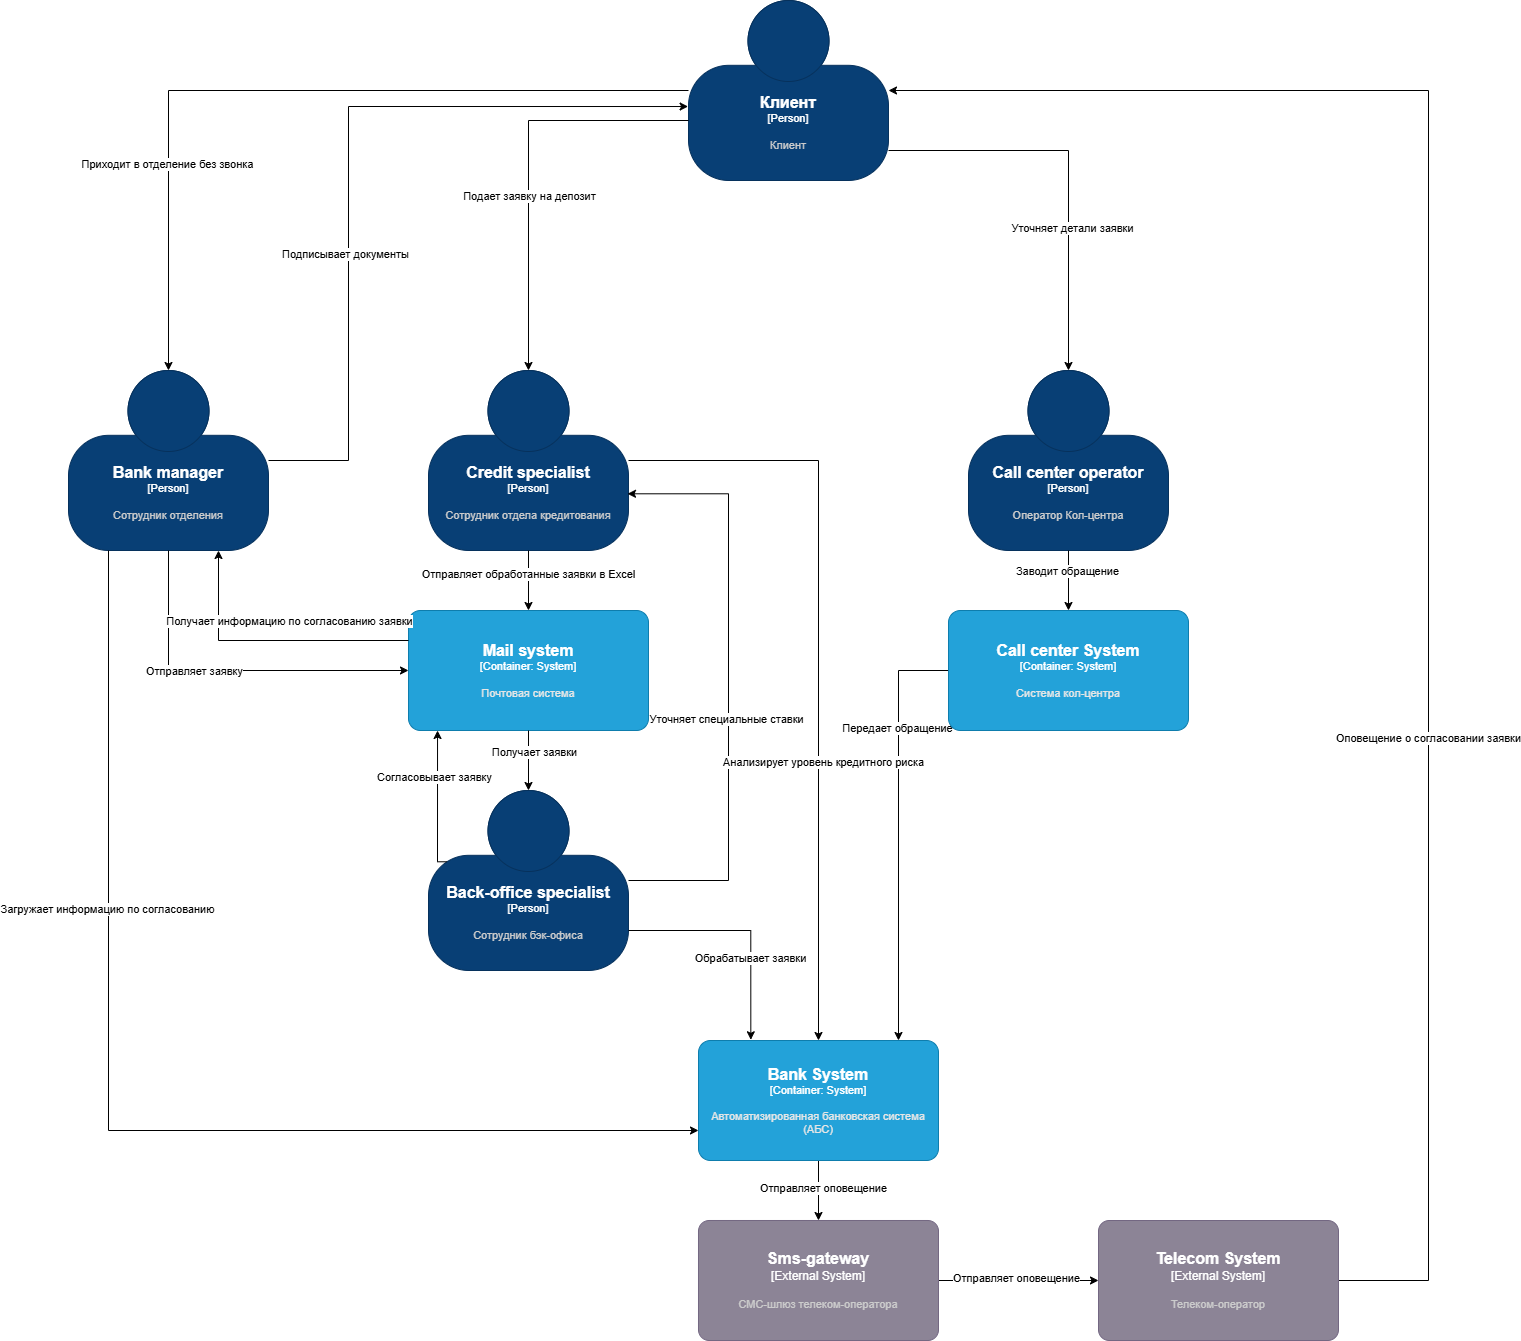 Клиент
[Person]
Клиент
Приходит в отделение без звонка
Подает заявку на депозит
Уточняет детали заявки
Подписывает документы
Bank manager
[Person]
Сотрудник отделения
Credit specialist
[Person]
Сотрудник отдела кредитования
Call center operator
[Person]
Оператор Кол-центра
Отправляет обработанные заявки в Excel
Заводит обращение
Получает информацию по согласованию заявки
Отправляет заявку
Mail system
[Container: System]
Почтовая система
Call center System
[Container: System]
Система кол-центра
Уточняет специальные ставки
Передает обращение
Оповещение о согласовании заявки
Получает заявки
Анализирует уровень кредитного риска
Согласовывает заявку
Back-office specialist
[Person]
Сотрудник бэк-офиса
Загружает информацию по согласованию
Обрабатывает заявки
Bank System
[Container: System]
Автоматизированная банковская система
(АБС)
Отправляет оповещение
Sms-gateway
[External System]
СМС-шлюз телеком-оператора
Отправляет оповещение
Telecom System
[External System]
Телеком-оператор